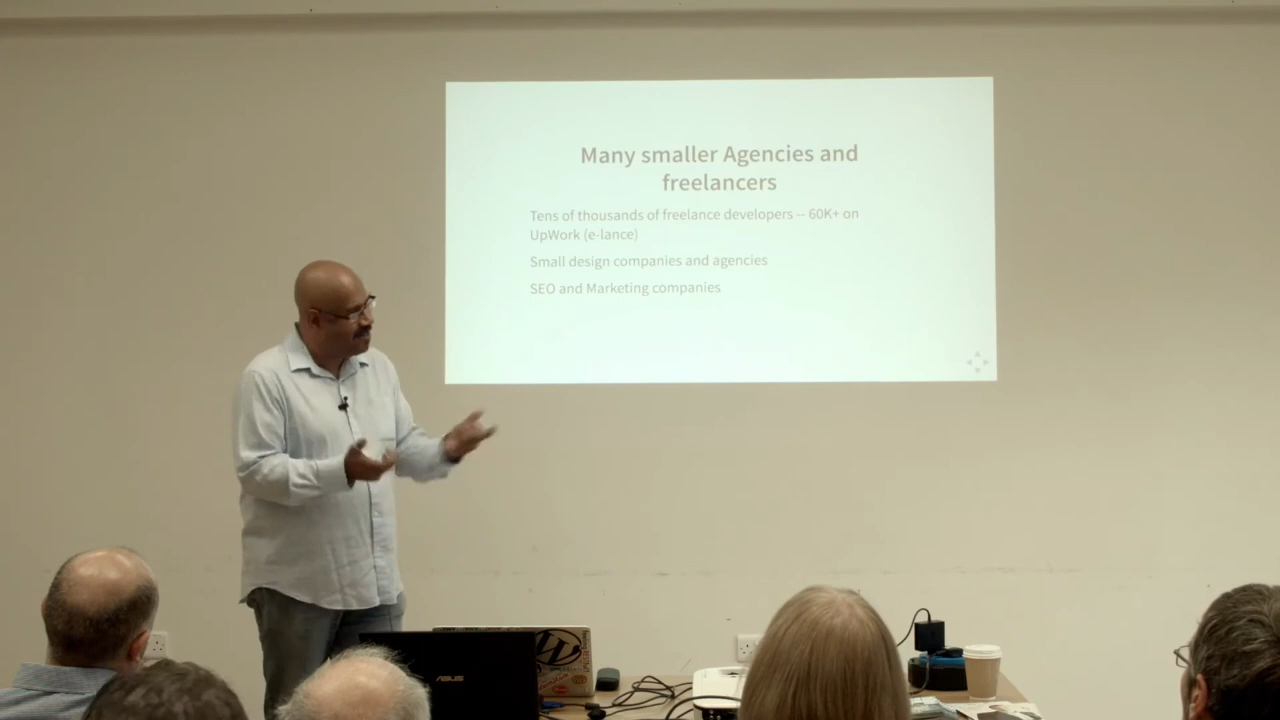 Many smaller Agencies and
freelancers
Tens of thousands of freelance developers -- 60K+ on
UpWork (e-lance)
Small design companies and agencies
SEO and Marketing companies
ASUS